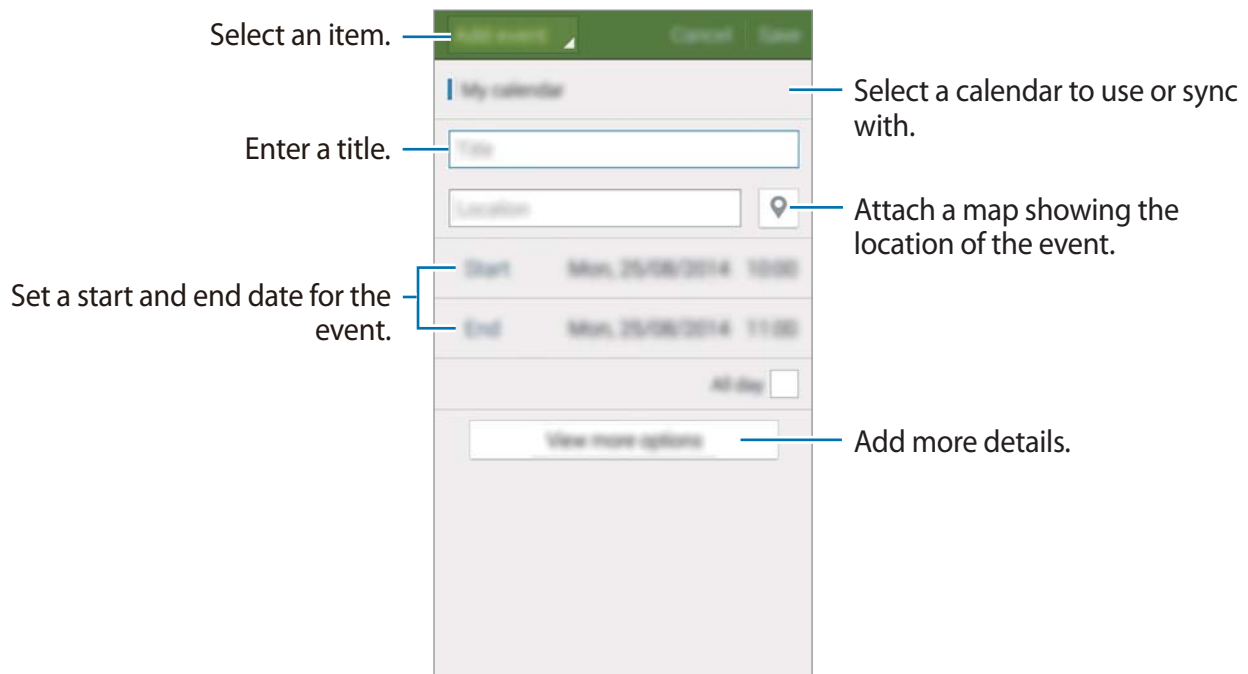 Select an item.
Add event Cancel Save
My calendar
Select a calendar to use or sync
with.
Enter a title.
Title
Location
Attach a map showing the
location of the event.
Start Mon, 25/08/2014 10:00
Set a start and end date for the
event.
End Mon, 25/08/2014 11:00
All day
View more options
Add more details.